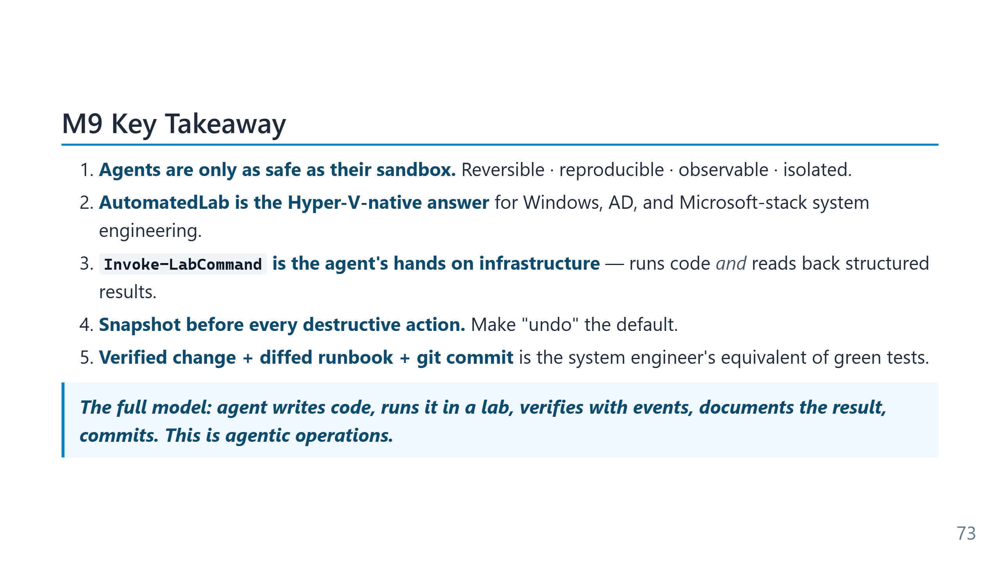 M9 Key Takeaway
1. Agents are only as safe as their sandbox. Reversible · reproducible · observable · isolated.
2. AutomatedLab is the Hyper-V-native answer for Windows, AD, and Microsoft-stack system
engineering.
3. Invoke-LabCommand is the agent's hands on infrastructure — runs code and reads back structured
results.
4. Snapshot before every destructive action. Make "undo" the default.
5. Verified change + diffed runbook + git commit is the system engineer's equivalent of green tests.
The full model: agent writes code, runs it in a lab, verifies with events, documents the result,
commits. This is agentic operations.
73